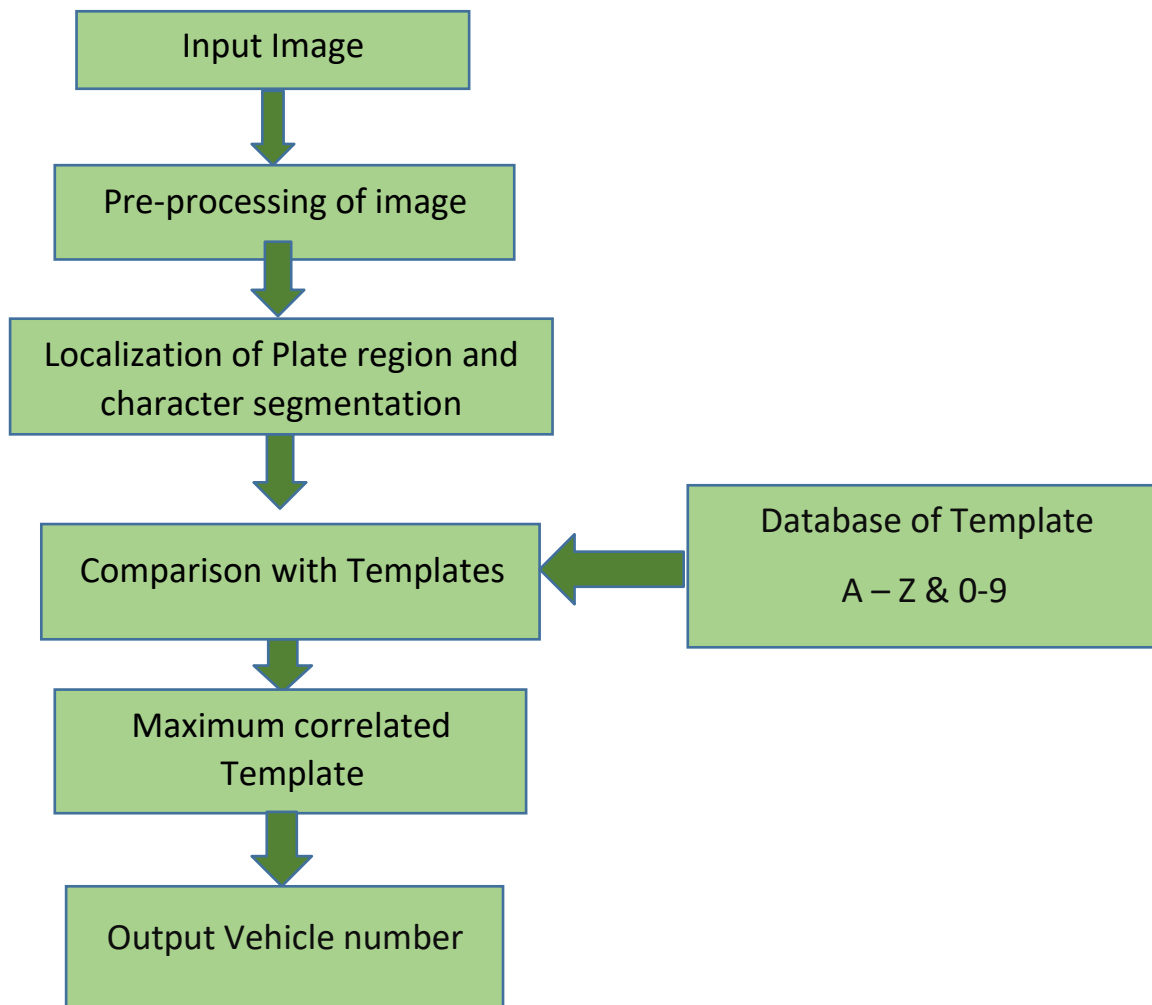 Input Image
Pre-processing of image
Localization of Plate region and
character segmentation
Comparison with Templates
Database of Template
A – Z & 0-9
Maximum correlated
Template
Output Vehicle number